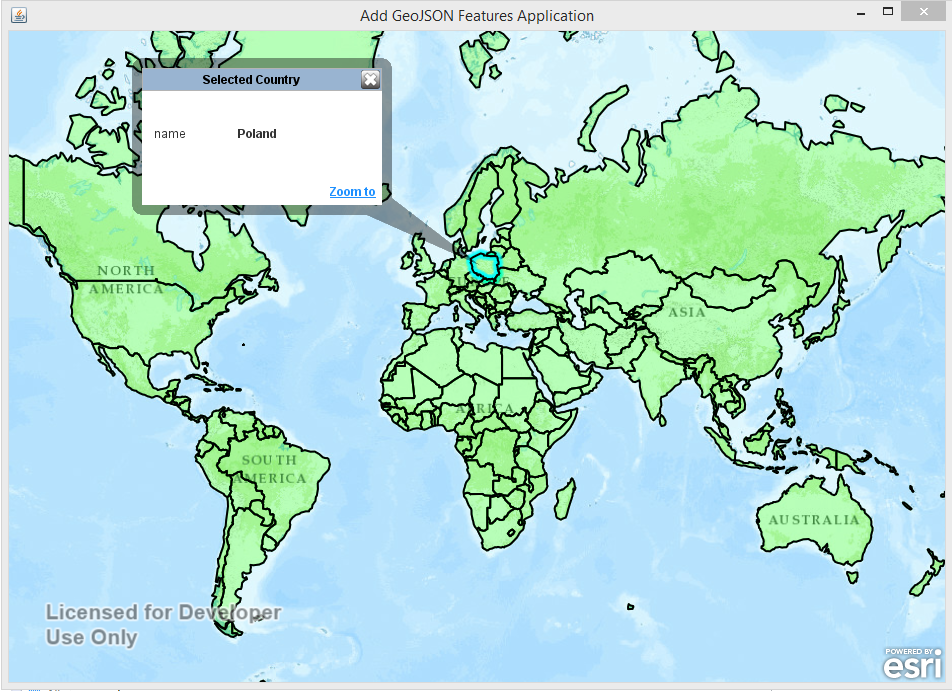 Add GeoJSON Features Application
Selected Country
name Poland
Zoom to
NORTH
AMERICA
ASIA
AFRICA
SOUTH
AMERICA
AUSTRALIA
Licensed for Developer
Use Only
POWERED BY
esri